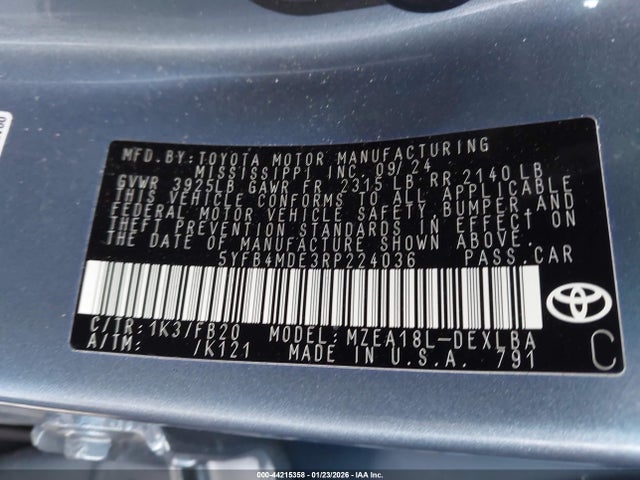 MFD.BY:TOYOTA MOTOR MANUFACTURING
MISSISSIPPI INC.09/24
GVWR 3925LB GAWR FR 2315 LB RR 2140LB
THIS VEHICLE CONFORMS TO ALL APPLICABLE
FEDERAL MOTOR VEHICLE SAFETY,BUMPER,AND
THEFT PREVENTION STANDARDS IN EFFECT ON
THE DATE OF MANUFACTURE SHOWN ABOVE.
5YFB4MDE3RP224036 PASS.CAR
C/TR:1K3/FB20 MODEL:MZEA18L-DEXLBA
A/TM: /K121 MADE IN U.S.A. 791
C
000-44215358 - 01/23/2026 - IAA Inc.